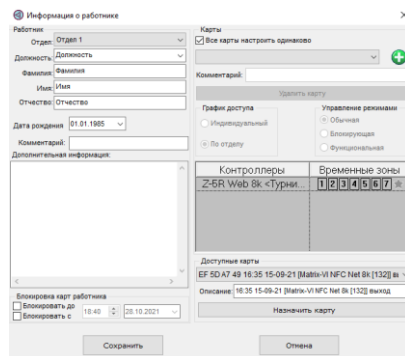 Информация о работнике
Работник
Отдел: Отдел 1
Должность: Должность
Фамилия: Фамилия
Имя: Имя
Отчество: Отчество
Дата рождения 01.01.1985
Комментарий:
Дополнительная информация:
Блокировка карт работника
Блокировать до
Блокировать с
18:40 28.10.2021
Сохранить
Карты
Все карты настроить одинаково
Комментарий:
Удалить карту
График доступа
Индивидуальный
По отделу
Управление режимами
Обычная
Блокирующая
Функциональная
Контроллеры Временные зоны
Z-5R Web 8k <Турни... 1 2 3 4 5 6 7
Доступные карты
EF 5D A7 49 16:35 15-09-21 [Matrix-VI NFC Net 8k [132]] вы
Описание: 16:35 15-09-21 [Matrix-VI NFC Net 8k [132]] выход
Назначить карту
Отмена